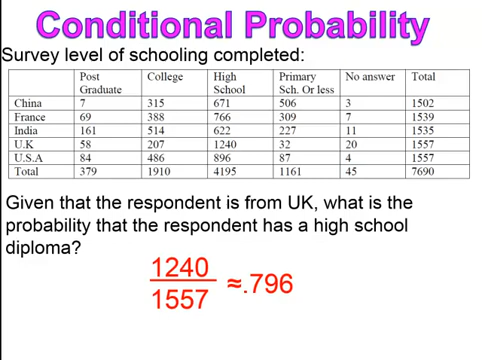 Conditional Probability
Survey level of schooling completed:
Post Graduate College High School Primary Sch. Or less No answer Total
China 7 315 671 506 3 1502
France 69 388 766 309 7 1539
India 161 514 622 227 11 1535
U.K 58 207 1240 32 20 1557
U.S.A 84 486 896 87 4 1557
Total 379 1910 4195 1161 45 7690
Given that the respondent is from UK, what is the
probability that the respondent has a high school
diploma?
1240
1557
≈.796